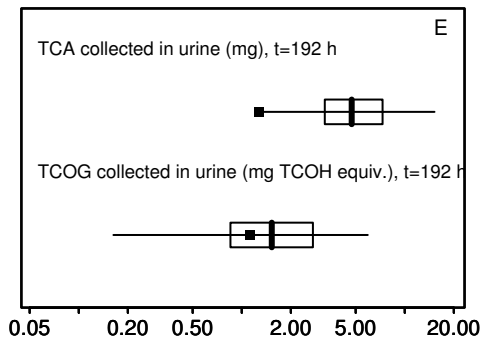 E
TCA collected in urine (mg), t=192 h
TCOG collected in urine (mg TCOH equiv.), t=192 h
0.05 0.20 0.50 2.00 5.00 20.00